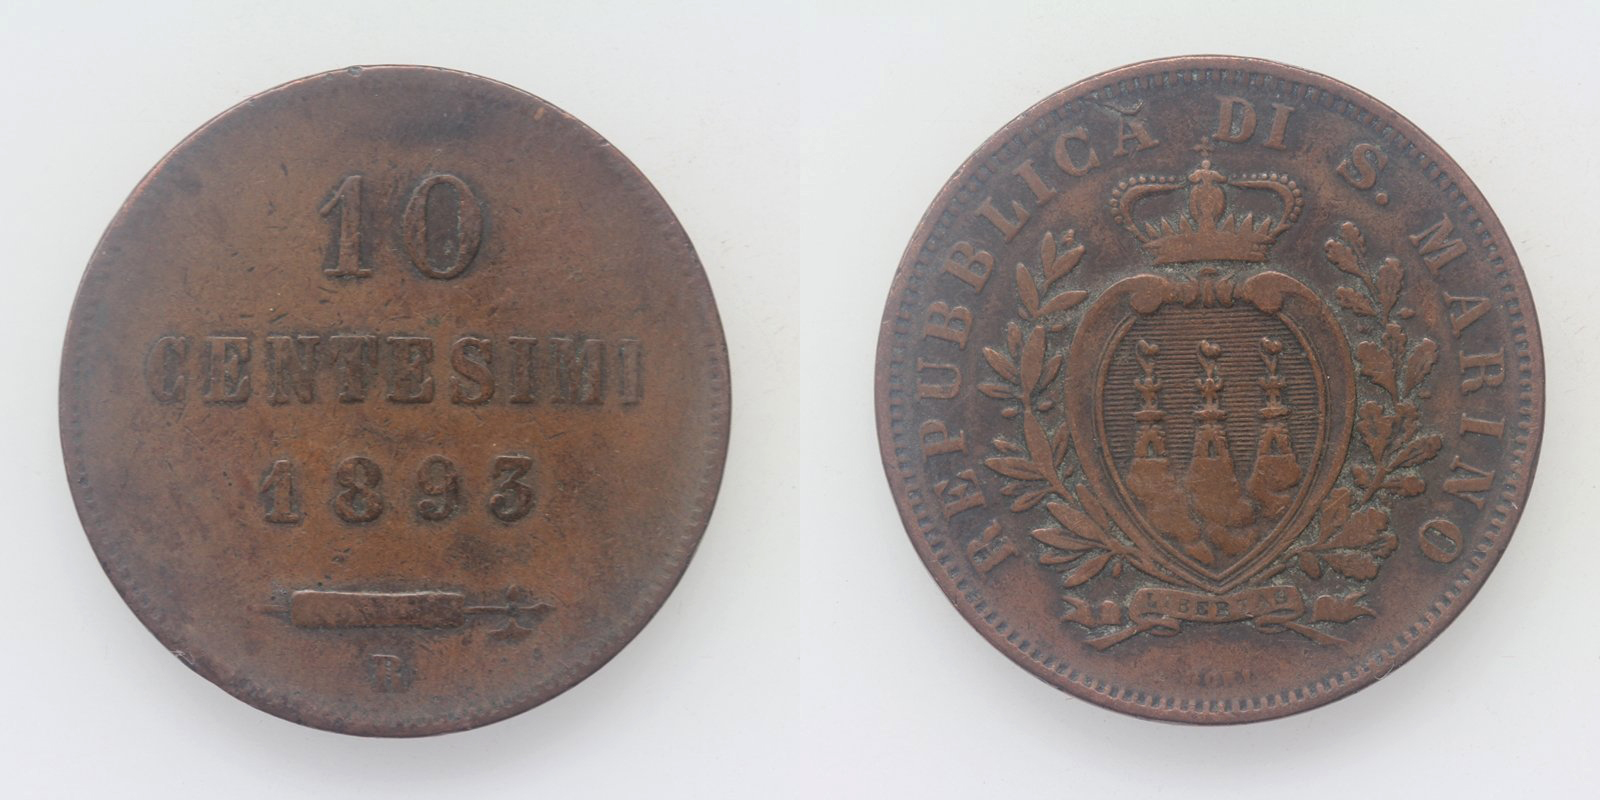 10
CENTESIMI
1893
R
REPUBBLICA DI S. MARINO
LIBERTAS